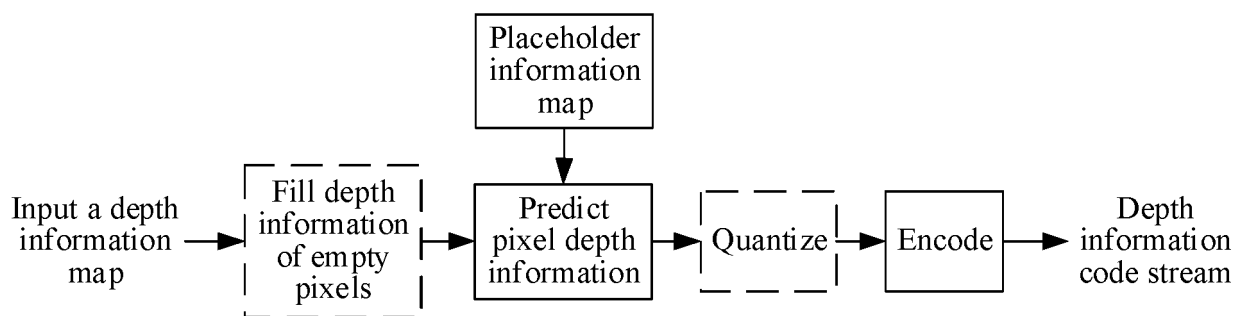 Placeholder
information
map
Input a depth
information
map
Fill depth
information
of empty
pixels
Predict
pixel depth
information
Quantize
Encode
Depth
information
code stream